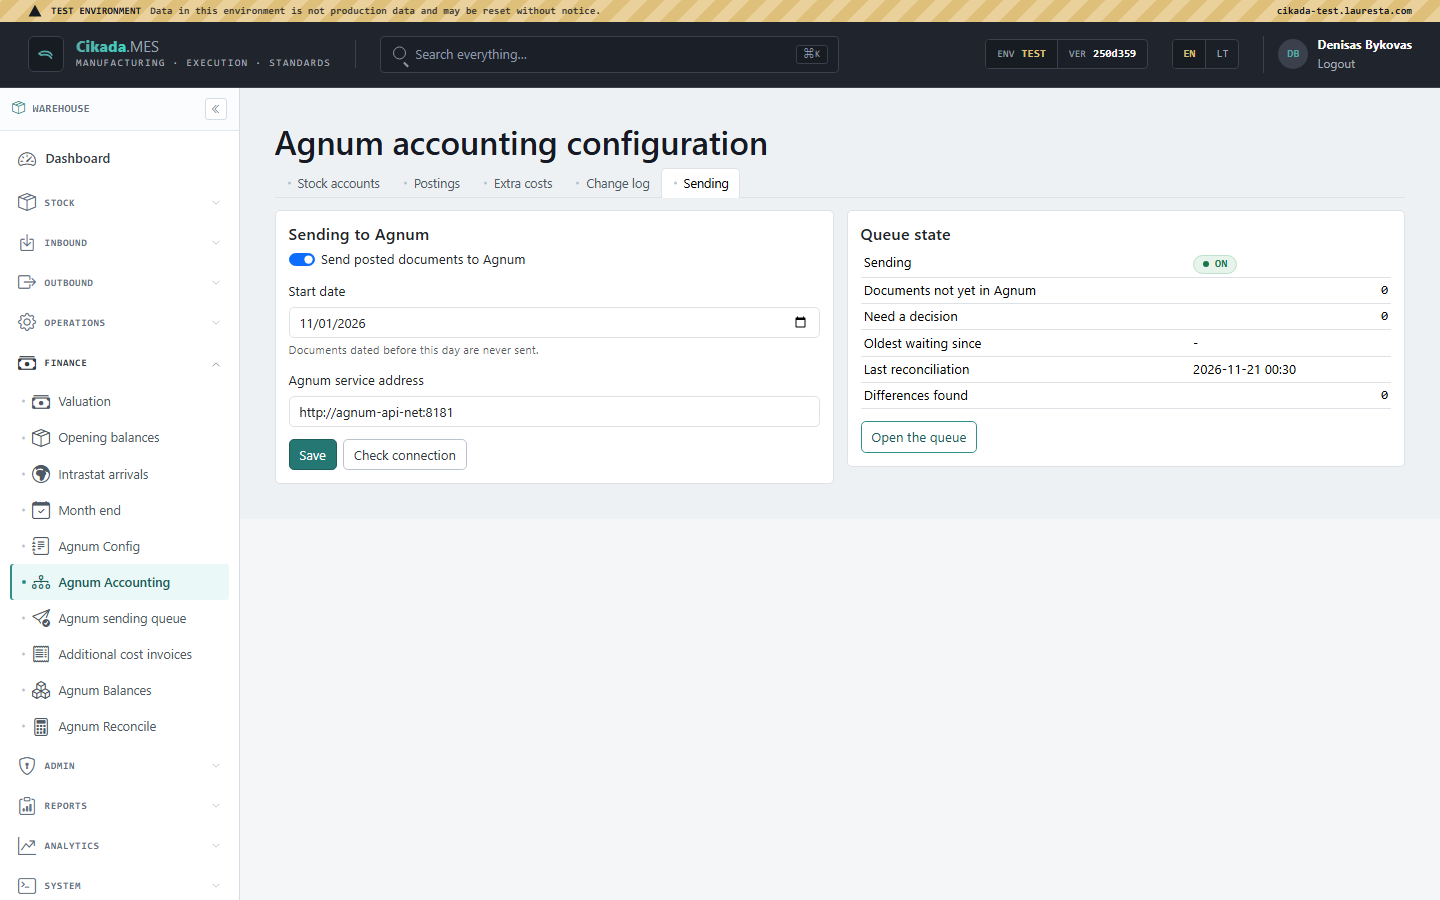 TEST ENVIRONMENT Data in this environment is not production data and may be reset without notice.
cikada-test.lauresta.com
Cikada.MES
MANUFACTURING · EXECUTION · STANDARDS
Search everything...
⌘K
ENV TEST
VER 250d359
EN
LT
DB
Denisas Bykovas
Logout
WAREHOUSE
Dashboard
STOCK
INBOUND
OUTBOUND
OPERATIONS
FINANCE
Valuation
Opening balances
Intrastat arrivals
Month end
Agnum Config
Agnum Accounting
Agnum sending queue
Additional cost invoices
Agnum Balances
Agnum Reconcile
ADMIN
REPORTS
ANALYTICS
SYSTEM
Agnum accounting configuration
Stock accounts
Postings
Extra costs
Change log
Sending
Sending to Agnum
Send posted documents to Agnum
Start date
11/01/2026
Documents dated before this day are never sent.
Agnum service address
http://agnum-api-net:8181
Save
Check connection
Queue state
Sending ON
Documents not yet in Agnum 0
Need a decision 0
Oldest waiting since -
Last reconciliation 2026-11-21 00:30
Differences found 0
Open the queue